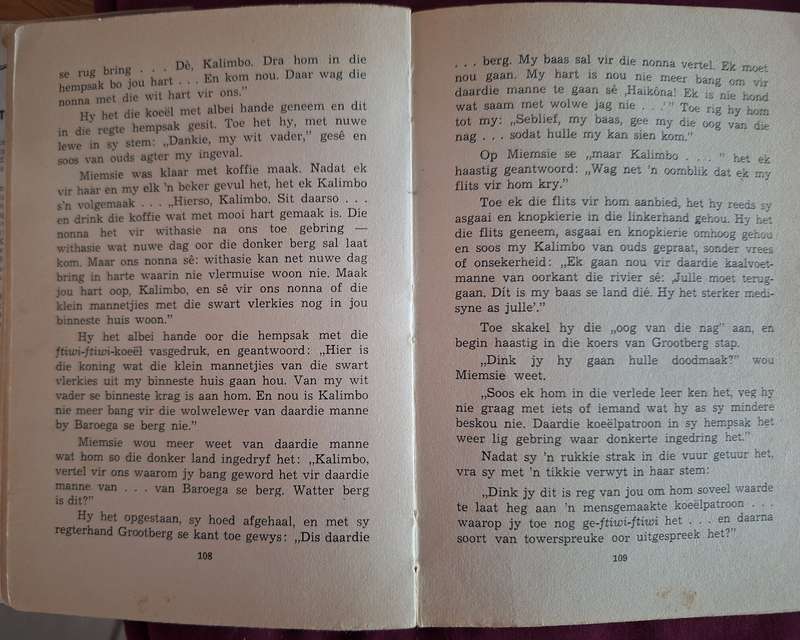 se rug bring . . . Dè, Kalimbo. Dra hom in die
hempsak bo jou hart . . . En kom nou. Daar wag die
nonna met die wit hart vir ons.”
Hy het die koeël met albei hande geneem en dit
in die regte hempsak gesit. Toe het hy, met nuwe
lewe in sy stem: „Dankie, my wit vader,” gesê en
soos van ouds agter my ingeval.
Miemsie was klaar met koffie maak. Nadat ek
vir haar en my elk 'n beker gevul het, het ek Kalimbo
s'n volgemaak . . . „Hierso, Kalimbo. Sit daarso . . .
en drink die koffie wat met mooi hart gemaak is. Die
nonna het vir withasie na ons toe gebring —
withasie wat nuwe dag oor die donker berg sal laat
kom. Maar ons nonna sê: withasie kan net nuwe dag
bring in harte waarin nie vlermuise woon nie. Maak
jou hart oop, Kalimbo, en sê vir ons nonna of die
klein mannetjies met die swart vlerkies nog in jou
binneste huis woon.”
Hy het albei hande oor die hempsak met die
ftiwi-ftiwi-koeël vasgedruk, en geantwoord: „Hier is
die koning wat die klein mannetjies van die swart
vlerkies uit my binneste huis gaan hou. Van my wit
vader se binneste krag is aan hom. En nou is Kalimbo
nie meer bang vir die wolwelewer van daardie manne
by Baroega se berg nie.”
Miemsie wou meer weet van daardie manne
wat hom so die donker land ingedryf het: „Kalimbo,
vertel vir ons waarom jy bang geword het vir daardie
manne van . . . van Baroega se berg. Watter berg
is dit?”
Hy het opgestaan, sy hoed afgehaal, en met sy
regterhand Grootberg se kant toe gewys: „Dis daardie
108
. . . berg. My baas sal vir die nonna vertel. Ek moet
nou gaan. My hart is nou nie meer bang om vir
daardie manne te gaan sê ‚Haikôna! Ek is nie hond
wat saam met wolwe jag nie . . .’ ” Toe rig hy hom
tot my: „Seblief, my baas, gee my die oog van die
nag . . . sodat hulle my kan sien kom.”
Op Miemsie se „maar Kalimbo . . . ” het ek
haastig geantwoord: „Wag net 'n oomblik dat ek my
flits vir hom kry.”
Toe ek die flits vir hom aanbied, het hy reeds sy
asgaai en knopkierie in die linkerhand gehou. Hy het
die flits geneem, asgaai en knopkierie omhoog gehou
en soos my Kalimbo van ouds gepraat, sonder vrees
of onsekerheid: „Ek gaan nou vir daardie kaalvoet-
manne van oorkant die rivier sê: ‚Julle moet terug-
gaan. Dit is my baas se land dié. Hy het sterker medi-
syne as julle’.”
Toe skakel hy die „oog van die nag” aan, en
begin haastig in die koers van Grootberg stap.
„Dink jy hy gaan hulle doodmaak?” wou
Miemsie weet.
„Soos ek hom in die verlede leer ken het, veg hy
nie graag met iets of iemand wat hy as sy mindere
beskou nie. Daardie koeëlpatroon in sy hempsak het
weer lig gebring waar donkerte ingedring het.”
Nadat sy 'n rukkie strak in die vuur getuur het,
vra sy met 'n tikkie verwyt in haar stem:
„Dink jy dit is reg van jou om hom soveel waarde
te laat heg aan 'n mensgemaakte koeëlpatroon . . .
waarop jy toe nog ge-ftiwi-ftiwi het . . . en daarna
soort van towerspreuke oor uitgespreek het?”
109